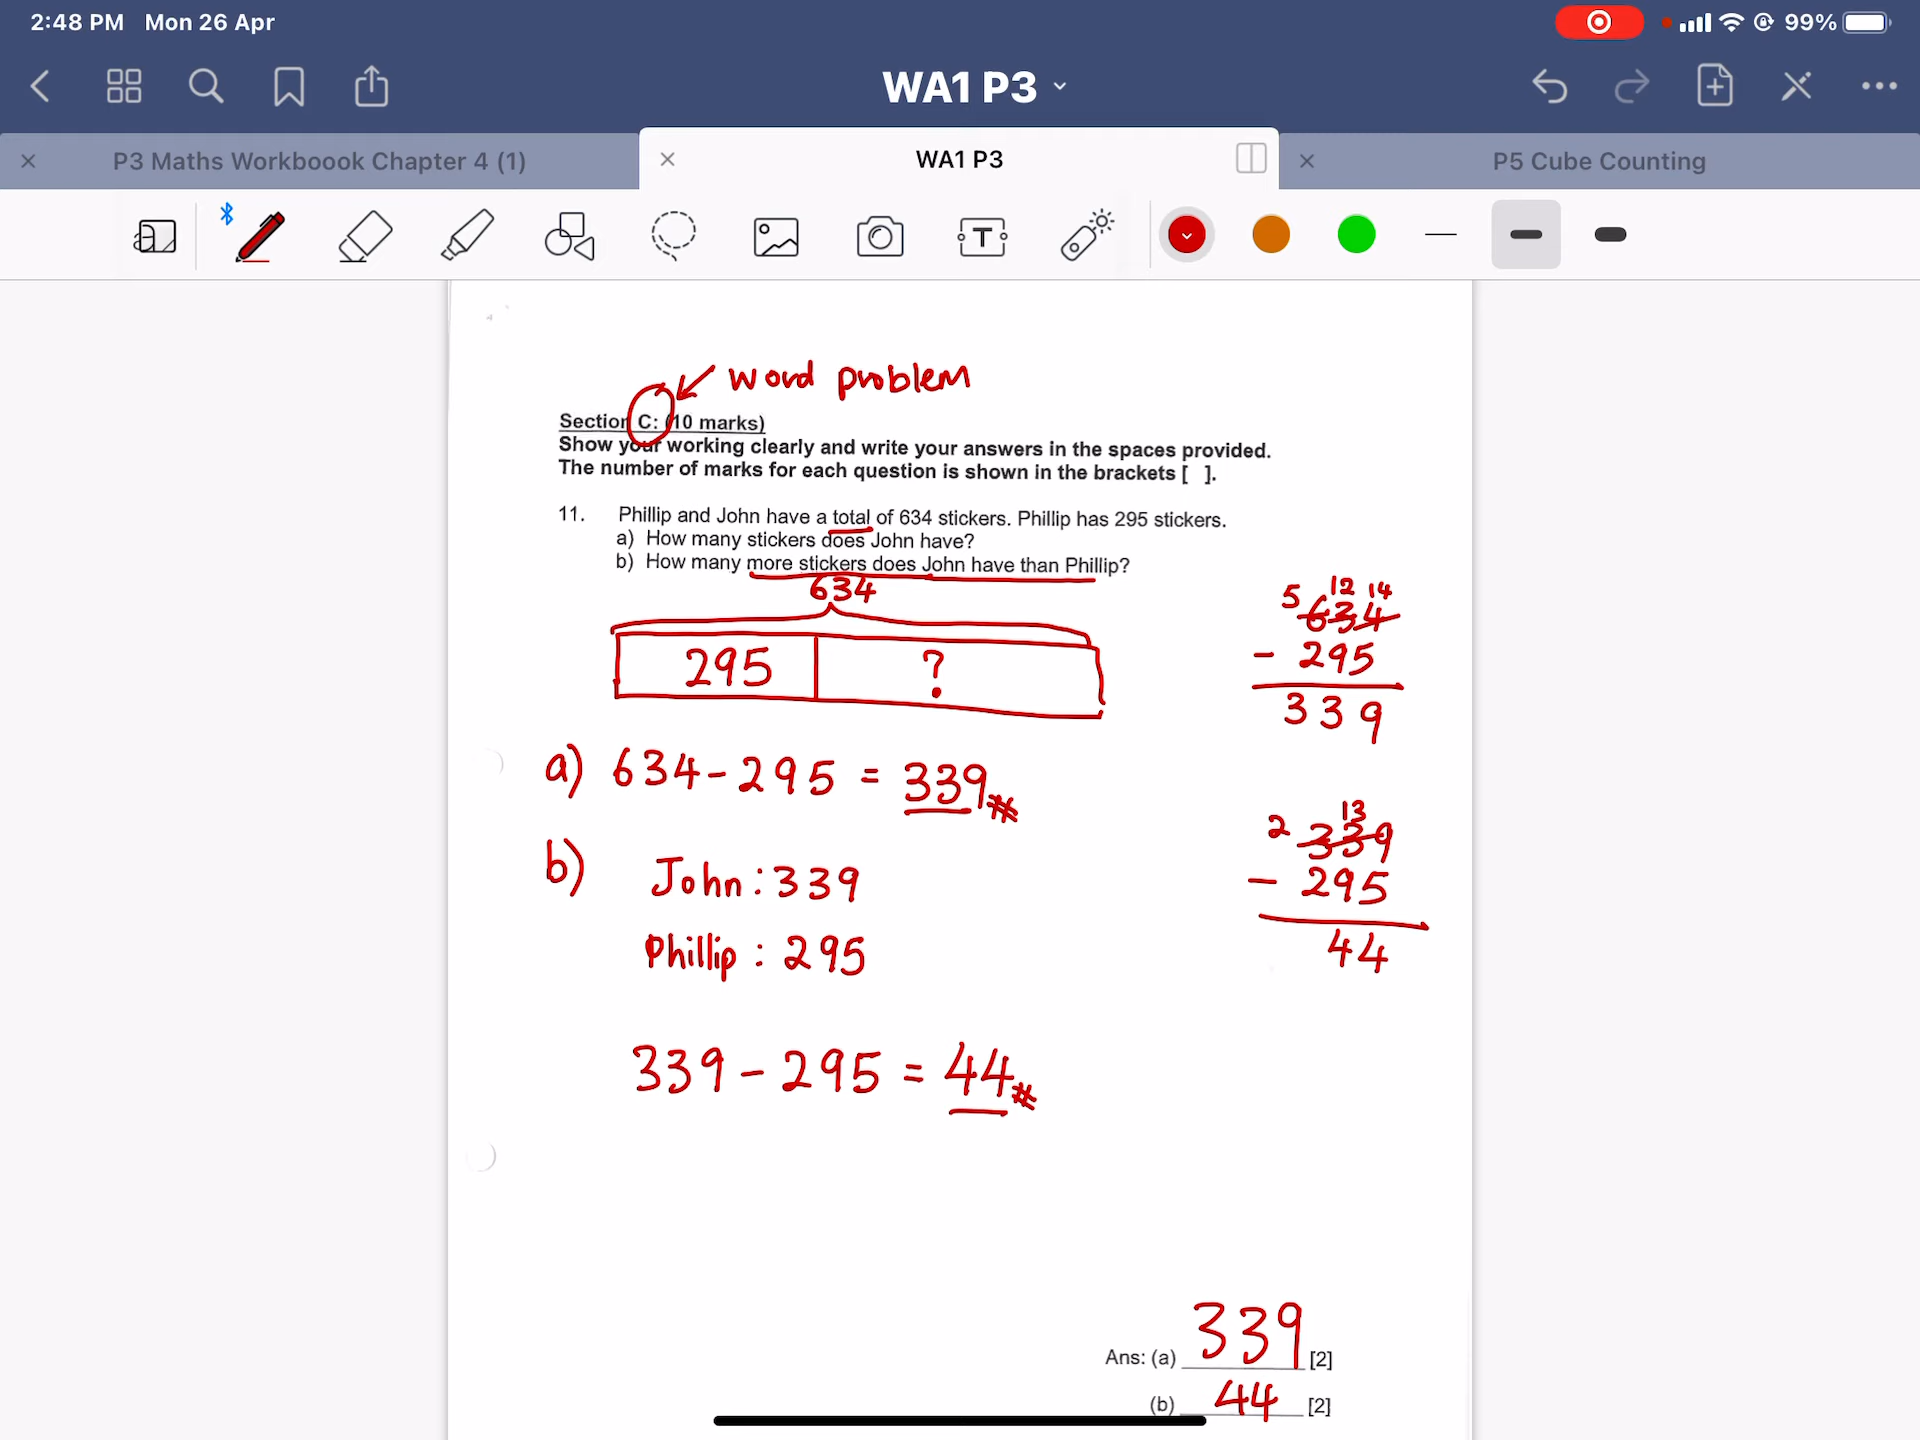 2:48 PM Mon 26 Apr
99%
WA1 P3
P3 Maths Workboook Chapter 4 (1)
WA1 P3
P5 Cube Counting
word problem
Section C: (10 marks)
Show your working clearly and write your answers in the spaces provided.
The number of marks for each question is shown in the brackets [ ].
11. Phillip and John have a total of 634 stickers. Phillip has 295 stickers.
a) How many stickers does John have?
b) How many more stickers does John have than Phillip?
634
295 ?
5 12 14
634
- 295
339
a) 634 - 295 = 339
b) John : 339
Phillip : 295
2 13
339
- 295
44
339 - 295 = 44
Ans: (a) 339 [2]
(b) 44 [2]